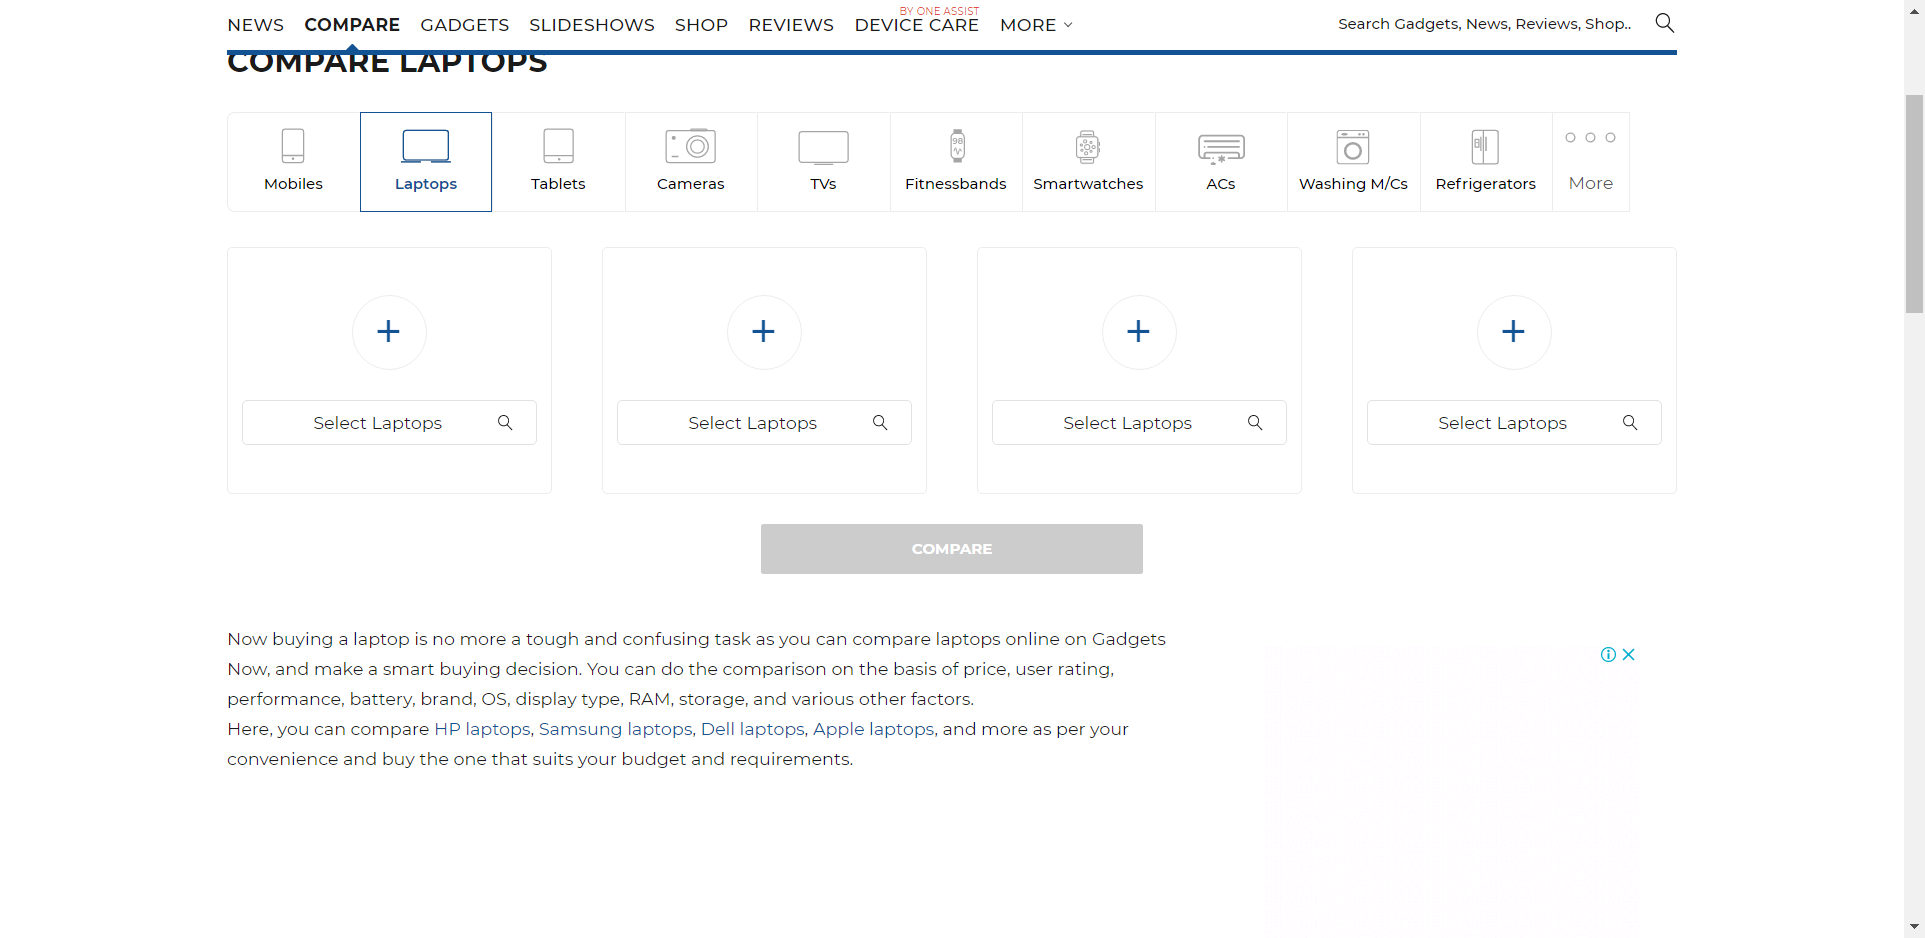 BY ONE ASSIST
NEWS COMPARE GADGETS SLIDESHOWS SHOP REVIEWS DEVICE CARE MORE Search Gadgets, News, Reviews, Shop..
COMPARE LAPTOPS
98
Mobiles Laptops Tablets Cameras TVs Fitnessbands Smartwatches ACs Washing M/Cs Refrigerators More
Select Laptops Select Laptops Select Laptops Select Laptops
COMPARE
Now buying a laptop is no more a tough and confusing task as you can compare laptops online on Gadgets
Now, and make a smart buying decision. You can do the comparison on the basis of price, user rating,
performance, battery, brand, OS, display type, RAM, storage, and various other factors.
Here, you can compare HP laptops, Samsung laptops, Dell laptops, Apple laptops, and more as per your
convenience and buy the one that suits your budget and requirements.